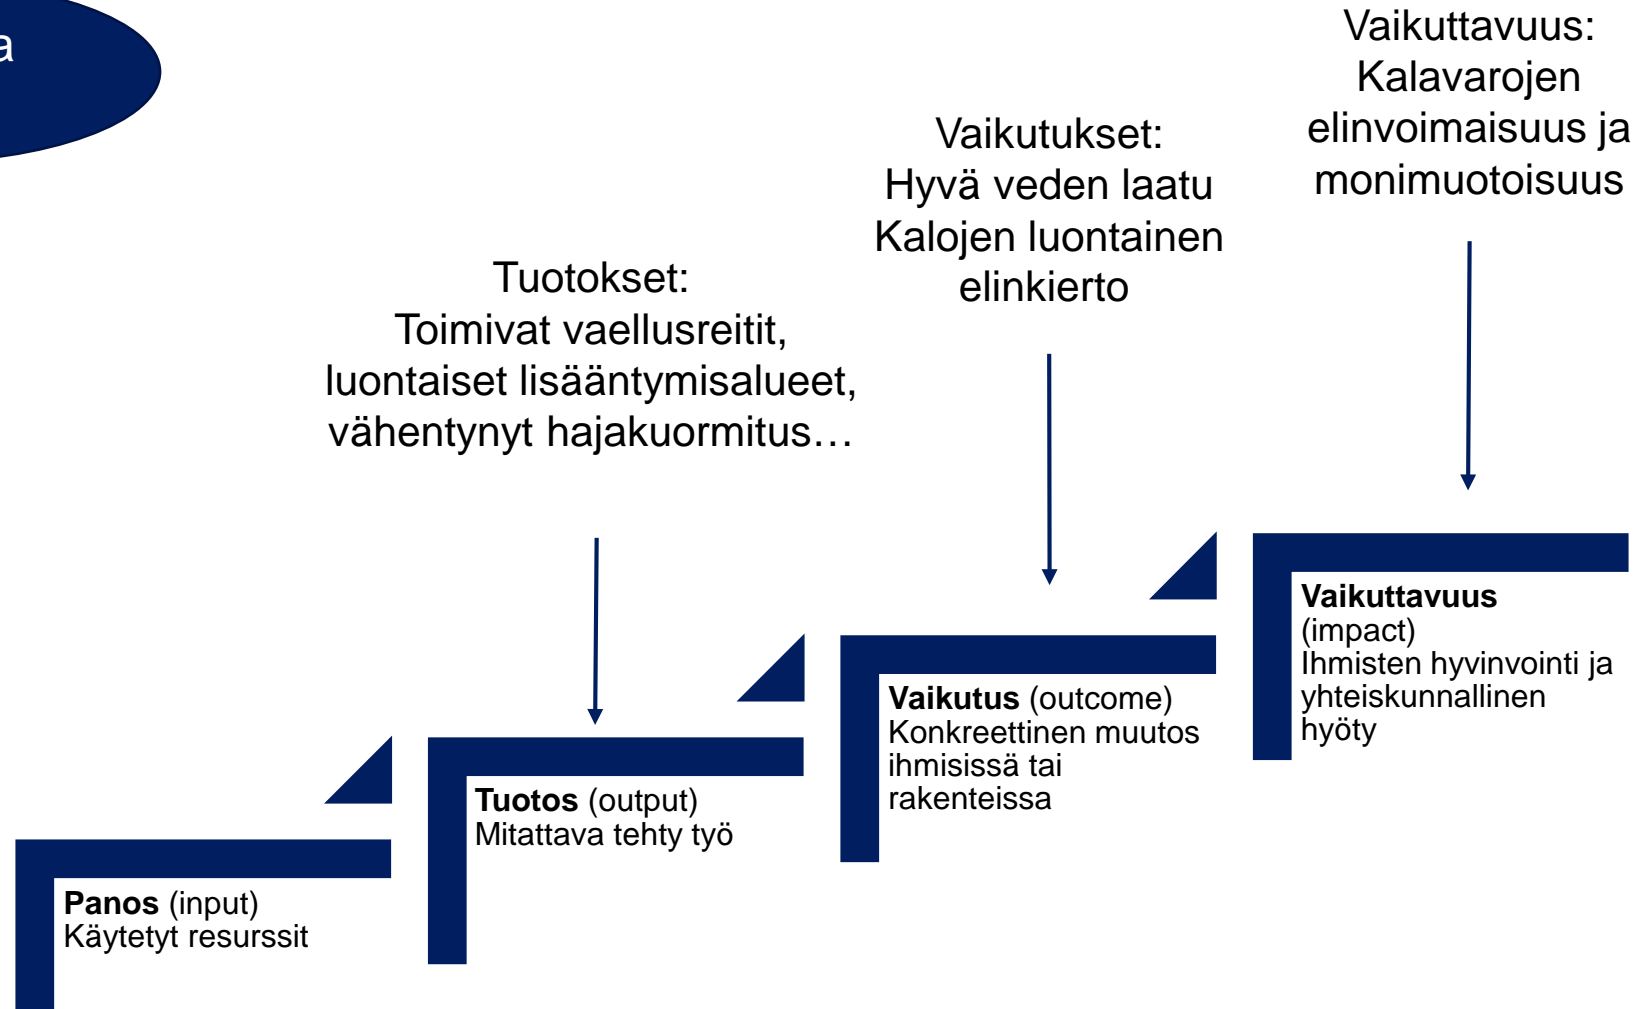 a
Vaikuttavuus:
Kalavarojen
elinvoimaisuus ja
monimuotoisuus
Vaikutukset:
Hyvä veden laatu
Kalojen luontainen
elinkierto
Tuotokset:
Toimivat vaellusreitit,
luontaiset lisääntymisalueet,
vähentynyt hajakuormitus…
Vaikuttavuus
(impact)
Ihmisten hyvinvointi ja
yhteiskunnallinen
hyöty
Vaikutus (outcome)
Konkreettinen muutos
ihmisissä tai
rakenteissa
Tuotos (output)
Mitattava tehty työ
Panos (input)
Käytetyt resurssit